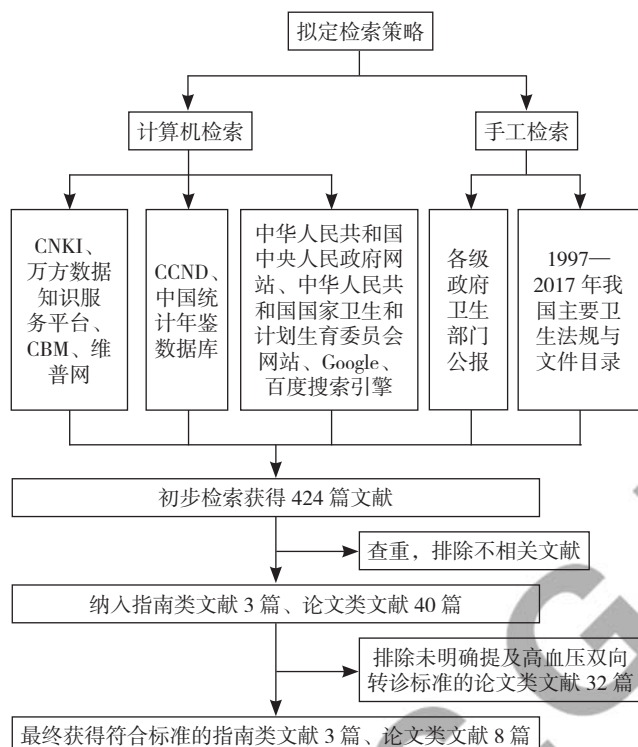 拟定检索策略
计算机检索
手工检索
CNKI、
万方数据
知识服
务平台、
CBM、维
普网
CCND、
中国统
计年鉴
数据库
中华人民共和国
中央人民政府网
站、中华人民共
和国国家卫生和
计划生育委员会
网站、Google、
百度搜索引擎
各级
政府
卫生
部门
公报
1997—
2017 年我
国主要卫
生法规与
文件目录
初步检索获得 424 篇文献
查重，排除不相关文献
纳入指南类文献 3 篇、论文类文献 40 篇
排除未明确提及高血压双向
转诊标准的论文类文献 32 篇
最终获得符合标准的指南类文献 3 篇、论文类文献 8 篇